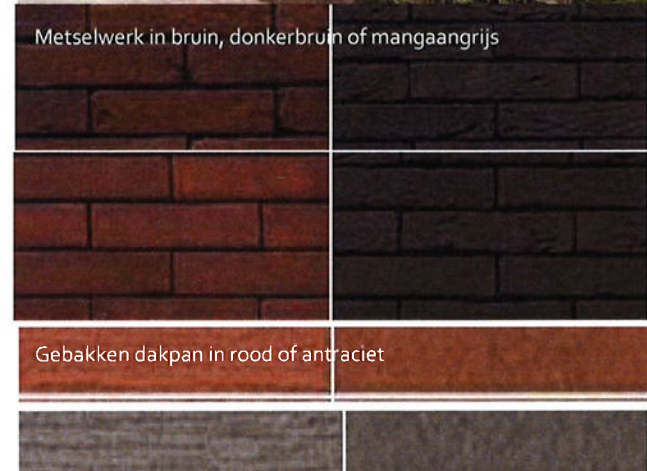 Metselwerk in bruin, donkerbruin of mangaangrijs
Gebakken dakpan in rood of antraciet